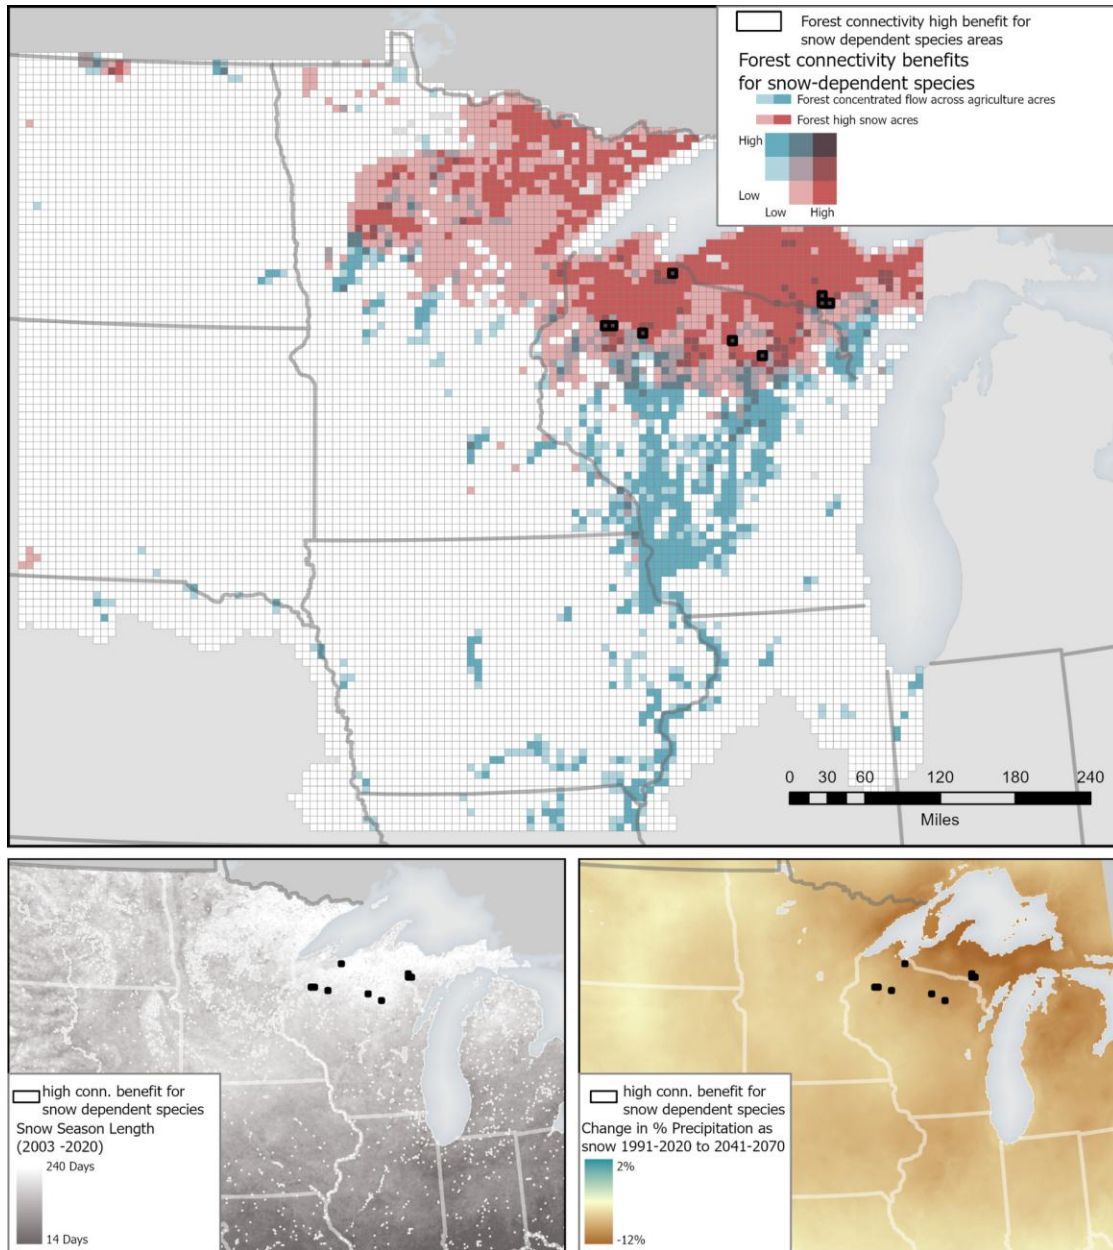 Forest connectivity high benefit for
snow dependent species areas
Forest connectivity benefits
for snow-dependent species
Forest concentrated flow across agriculture acres
Forest high snow acres
High
Low
Low High
0 30 60 120 180 240
Miles
high conn. benefit for
snow dependent species
Snow Season Length
(2003 -2020)
240 Days
14 Days
high conn. benefit for
snow dependent species
Change in % Precipitation as
snow 1991-2020 to 2041-2070
2%
-12%